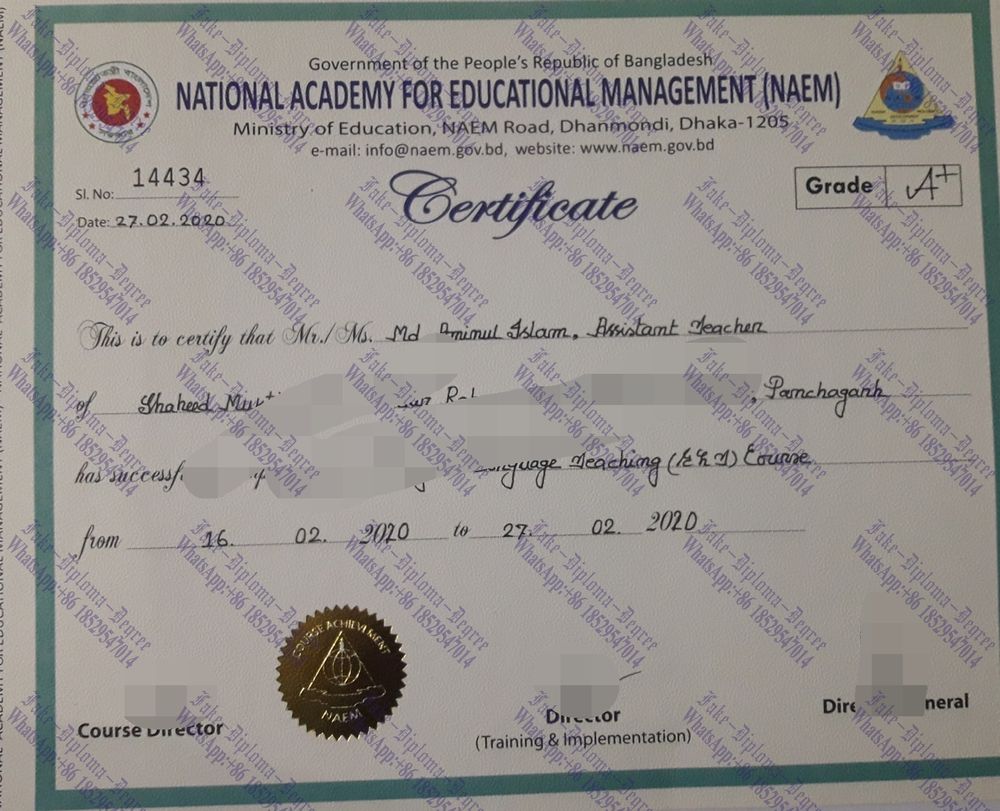 Government of the People's Republic of Bangladesh
NATIONAL ACADEMY FOR EDUCATIONAL MANAGEMENT (NAEM)
Ministry of Education, NAEM Road, Dhanmondi, Dhaka-1205
e-mail: info@naem.gov.bd, website: www.naem.gov.bd
Sl. No: 14434
Date: 27.02.2020
Certificate
Grade A+
This is to certify that Mr./Ms. Md Aminul Islam, Assistant Teacher
of Shaheed
has Teaching Course
from 16. 02. 2020 to 27. 02. 2020
COURSE ACHIEVEMENT
NAEM
Course Director
Director
(Training & Implementation)
Fake-Diploma-Degree
WhatsApp:+86 18529547014